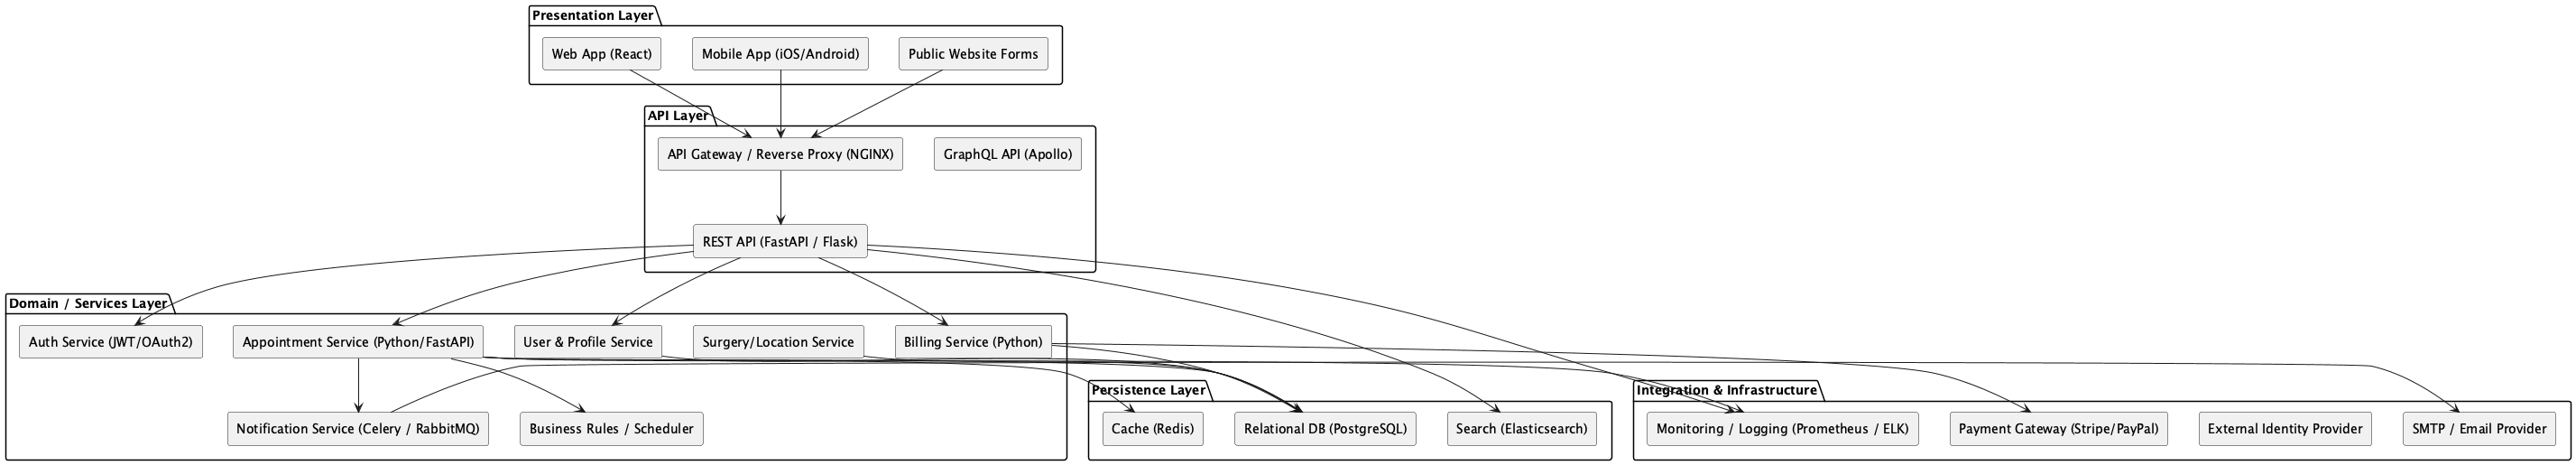 Presentation Layer
Web App (React)
Mobile App (iOS/Android)
Public Website Forms
API Layer
API Gateway / Reverse Proxy (NGINX)
GraphQL API (Apollo)
REST API (FastAPI / Flask)
Domain / Services Layer
Auth Service (JWT/OAuth2)
Appointment Service (Python/FastAPI)
User & Profile Service
Surgery/Location Service
Billing Service (Python)
Notification Service (Celery / RabbitMQ)
Business Rules / Scheduler
Persistence Layer
Cache (Redis)
Relational DB (PostgreSQL)
Search (Elasticsearch)
Integration & Infrastructure
Monitoring / Logging (Prometheus / ELK)
Payment Gateway (Stripe/PayPal)
External Identity Provider
SMTP / Email Provider